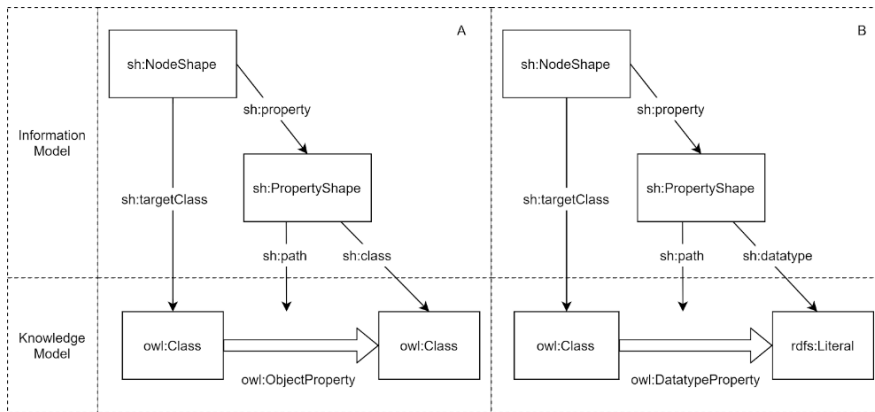 A
B
sh:NodeShape
sh:NodeShape
sh:property
sh:property
Information
Model
sh:PropertyShape
sh:PropertyShape
sh:targetClass
sh:targetClass
sh:path
sh:class
sh:path
sh:datatype
Knowledge
Model
owl:Class
owl:Class
owl:Class
rdfs:Literal
owl:ObjectProperty
owl:DatatypeProperty